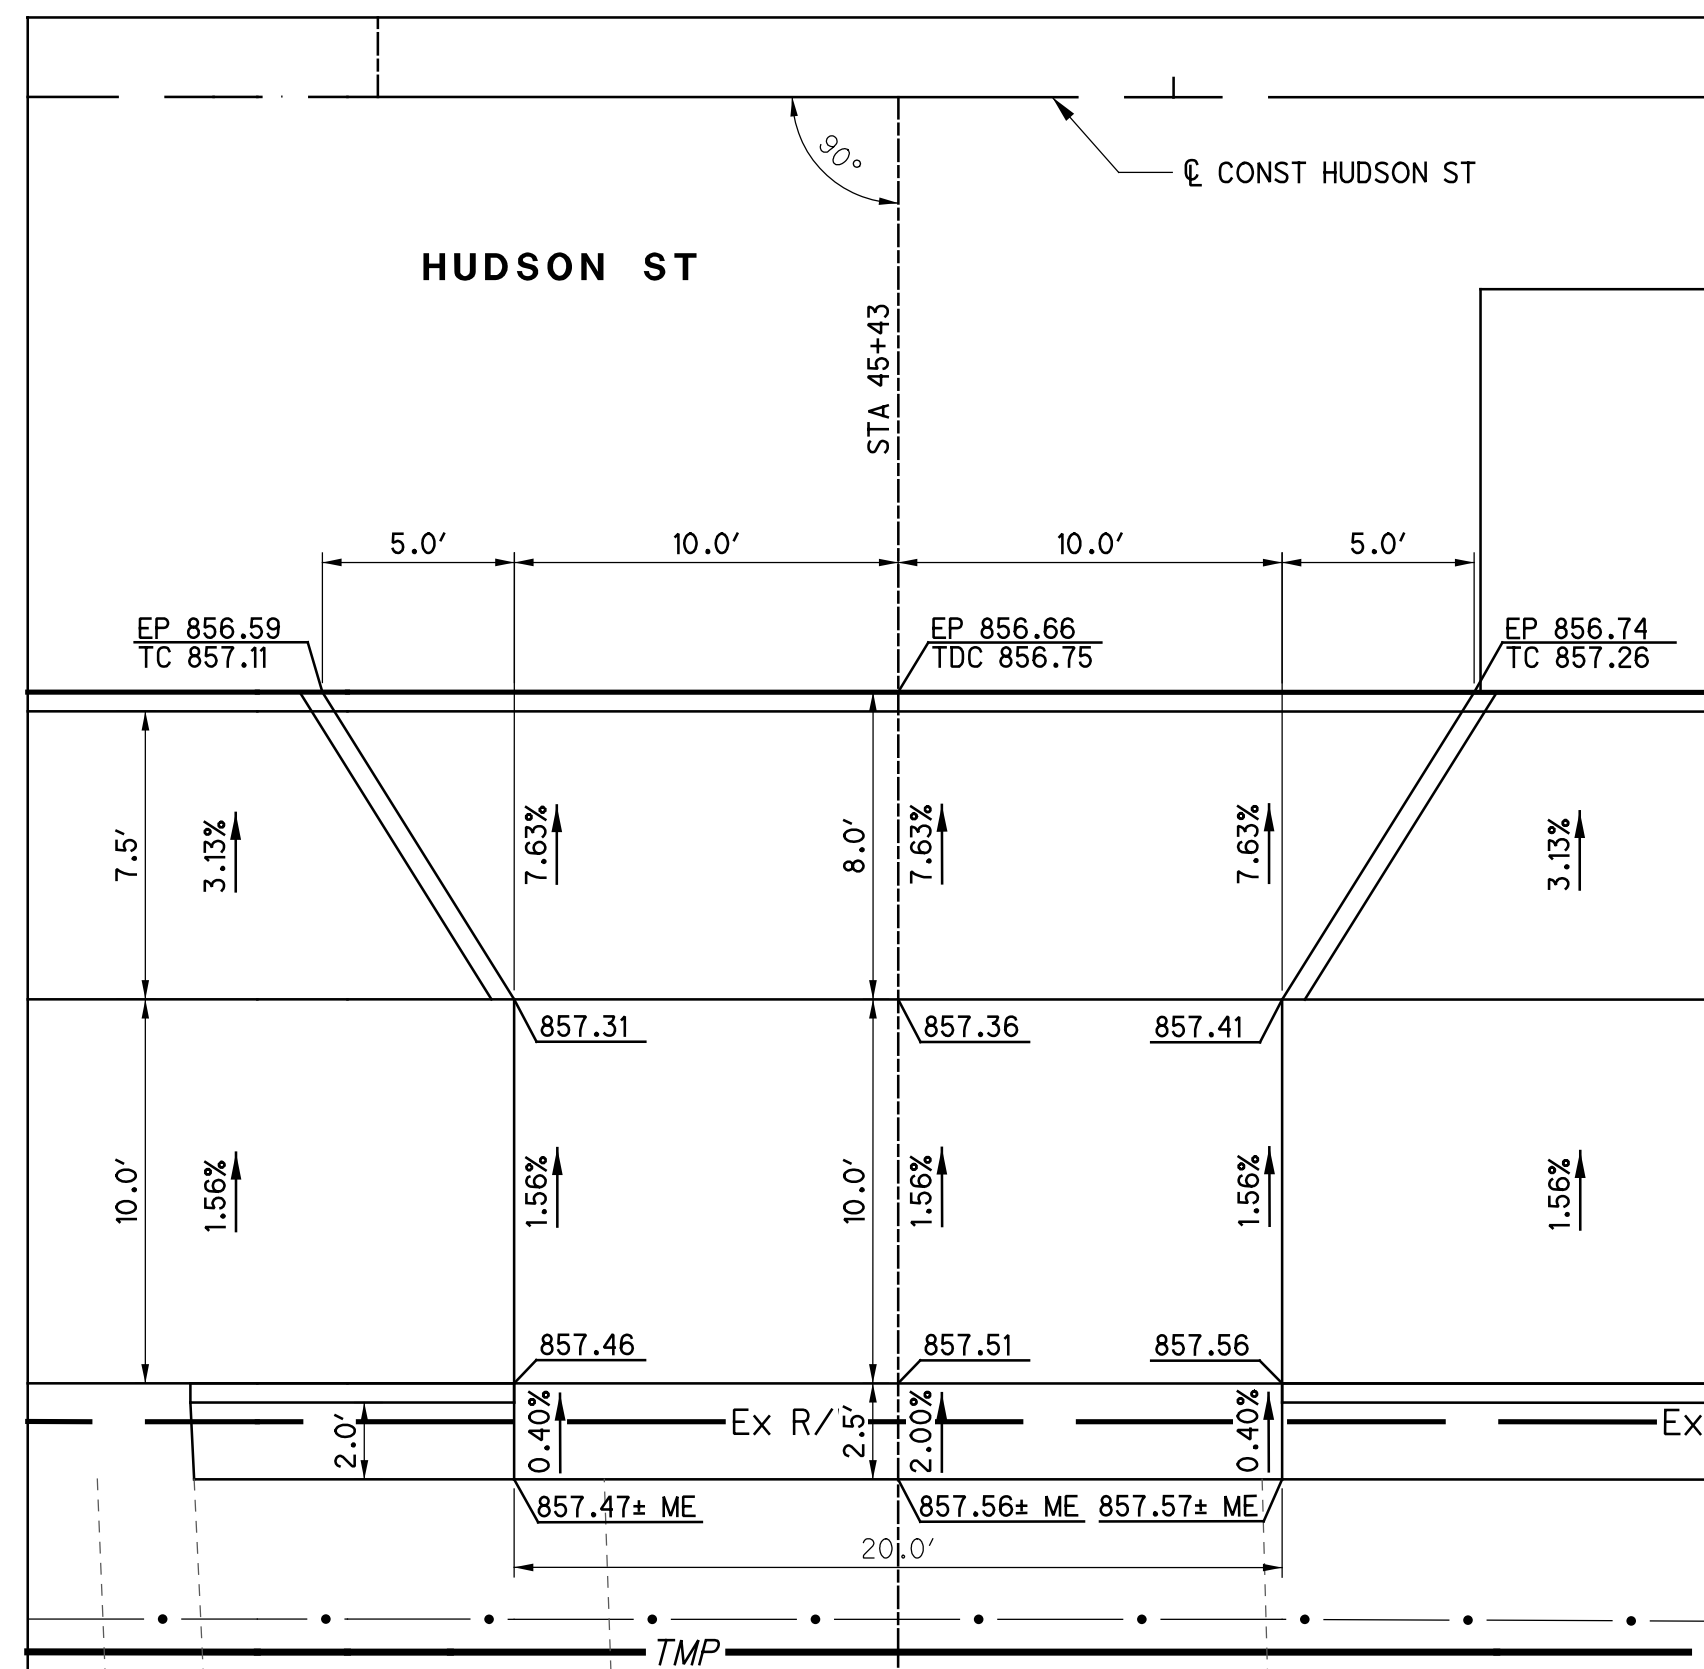 90°
℄ CONST HUDSON ST
HUDSON ST
STA 45+43
5.0′
10.0′
10.0′
5.0′
EP 856.59
TC 857.11
EP 856.66
TDC 856.75
EP 856.74
TC 857.26
7.5′
3.13%
7.63%
8.0′
7.63%
7.63%
3.13%
857.31
857.36
857.41
10.0′
1.56%
1.56%
10.0′
1.56%
1.56%
1.56%
857.46
857.51
857.56
2.0′
0.40%
Ex R/
2.5′
2.00%
0.40%
Ex
857.47± ME
857.56± ME
857.57± ME
20.0′
TMP